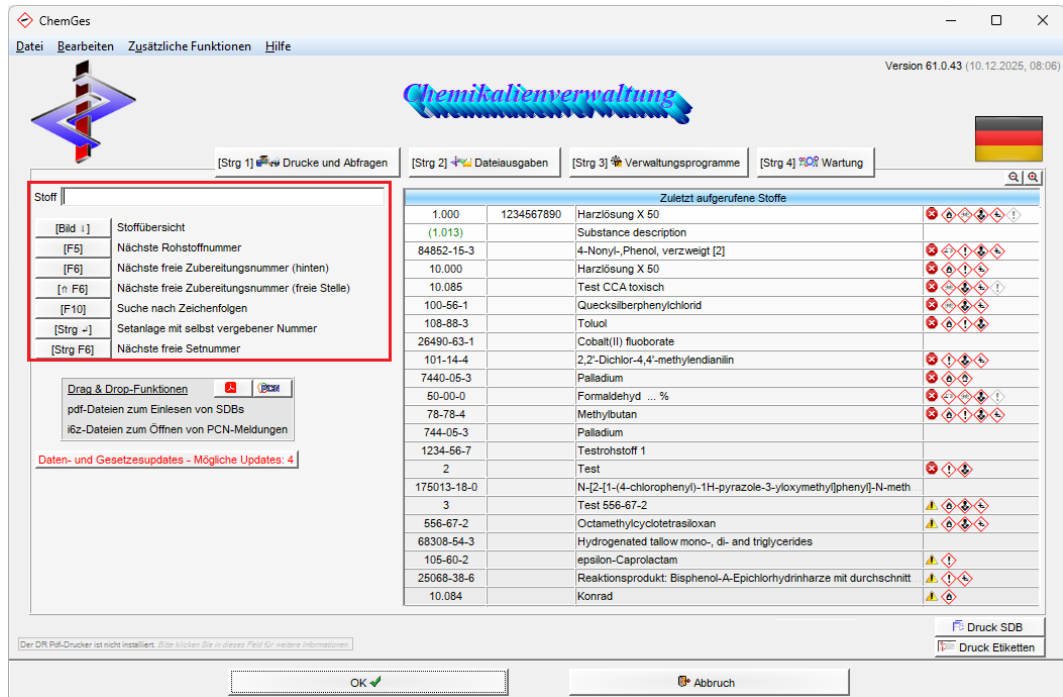 ChemGes
Datei Bearbeiten Zusätzliche Funktionen Hilfe
Version 61.0.43 (10.12.2025, 08:06)
Chemikalienverwaltung
[Strg 1] Drucke und Abfragen [Strg 2] Dateiausgaben [Strg 3] Verwaltungsprogramme [Strg 4] Wartung
Stoff
[Bild ↓] Stoffübersicht
[F5] Nächste Rohstoffnummer
[F6] Nächste freie Zubereitungsnummer (hinten)
[⇑ F6] Nächste freie Zubereitungsnummer (freie Stelle)
[F10] Suche nach Zeichenfolgen
[Strg ↵] Setanlage mit selbst vergebener Nummer
[Strg F6] Nächste freie Setnummer
Drag & Drop-Funktionen
pdf-Dateien zum Einlesen von SDBs
i6z-Dateien zum Öffnen von PCN-Meldungen
Daten- und Gesetzesupdates - Mögliche Updates: 4
Zuletzt aufgerufene Stoffe
1.000 1234567890 Harzlösung X 50
(1.013) Substance description
84852-15-3 4-Nonyl-,Phenol, verzweigt [2]
10.000 Harzlösung X 50
10.085 Test CCA toxisch
100-56-1 Quecksilberphenylchlorid
108-88-3 Toluol
26490-63-1 Cobalt(II) fluoborate
101-14-4 2,2'-Dichlor-4,4'-methylendianilin
7440-05-3 Palladium
50-00-0 Formaldehyd ... %
78-78-4 Methylbutan
744-05-3 Palladium
1234-56-7 Testrohstoff 1
2 Test
175013-18-0 N-[2-[1-(4-chlorophenyl)-1H-pyrazole-3-yloxymethyl]phenyl]-N-meth
3 Test 556-67-2
556-67-2 Octamethylcyclotetrasiloxan
68308-54-3 Hydrogenated tallow mono-, di- and triglycerides
105-60-2 epsilon-Caprolactam
25068-38-6 Reaktionsprodukt: Bisphenol-A-Epichlorhydrinharze mit durchschnitt
10.084 Konrad
Druck SDB
Druck Etiketten
Der DR Pdf-Drucker ist nicht installiert. Bitte klicken Sie in dieses Feld für weitere Informationen.
OK Abbruch